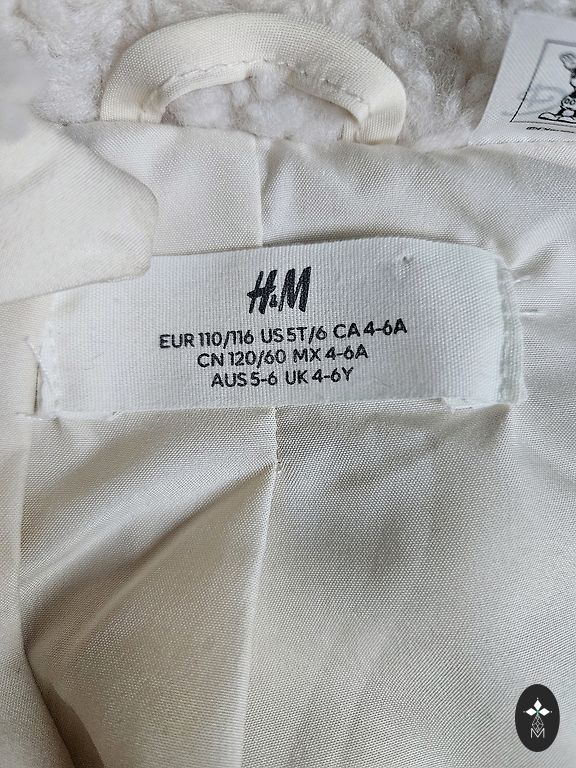 H&M
EUR 110/116 US 5T/6 CA 4-6A
CN 120/60 MX 4-6A
AUS 5-6 UK 4-6Y